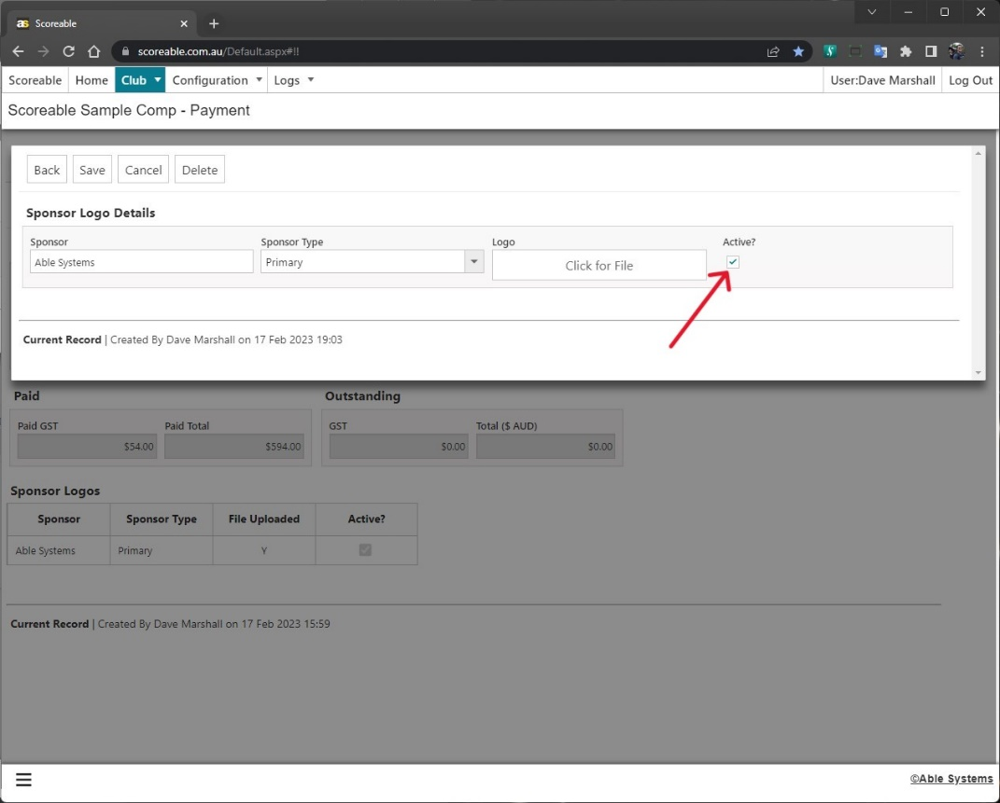 Scoreable
scoreable.com.au/Default.aspx#!!
Scoreable Home Club Configuration Logs User:Dave Marshall Log Out
Scoreable Sample Comp - Payment
Back Save Cancel Delete
Sponsor Logo Details
Sponsor Sponsor Type Logo Active?
Able Systems Primary Click for File
Current Record | Created By Dave Marshall on 17 Feb 2023 19:03
Paid Outstanding
Paid GST Paid Total GST Total ($ AUD)
$54.00 $594.00 $0.00 $0.00
Sponsor Logos
Sponsor Sponsor Type File Uploaded Active?
Able Systems Primary Y
Current Record | Created By Dave Marshall on 17 Feb 2023 15:59
©Able Systems